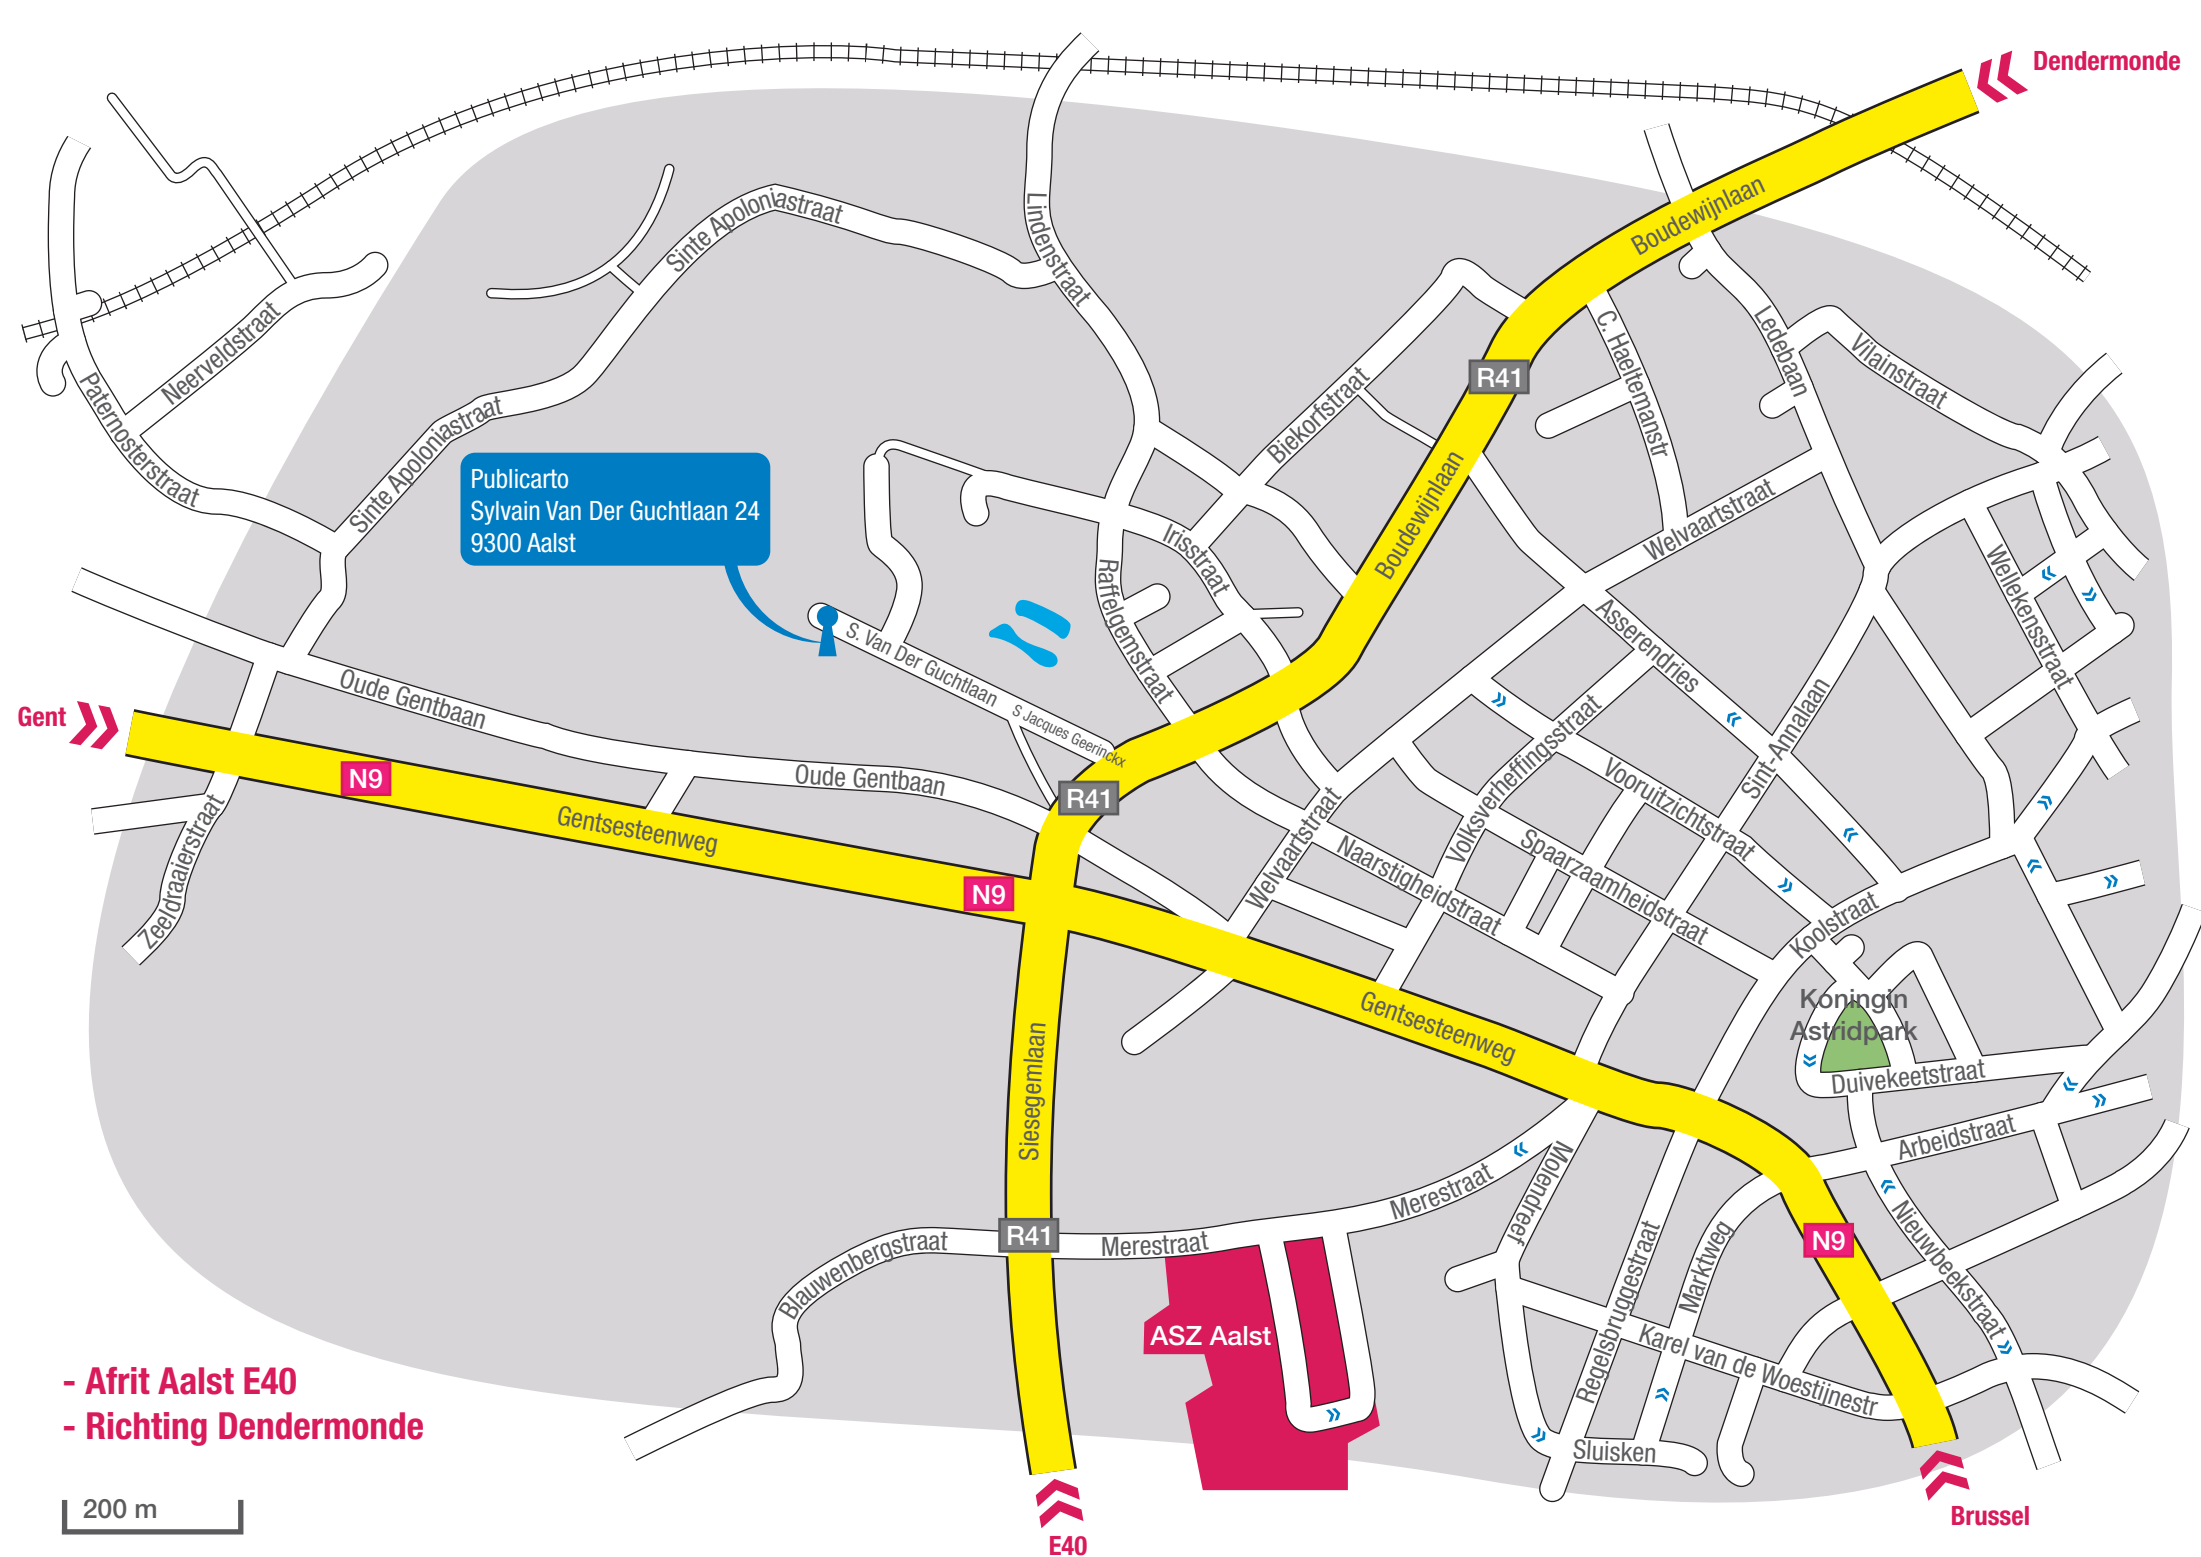 Dendermonde
Boudewijnlaan
Sinte Apoloniastraat
Lindenstraat
Neerveldstraat
Paternosterstraat
Sinte Apoloniastraat
C. Haeltemanstr
Ledebaan
Vilainstraat
R41
Biekorfstraat
Publicarto
Sylvain Van Der Guchtlaan 24
9300 Aalst
Boudewijnlaan
Welvaartstraat
Irisstraat
Raffelgemstraat
Wellekensstraat
Asserendries
S. Van Der Guchtlaan
S Jacques Geerinckx
Oude Gentbaan
Gent
N9
Oude Gentbaan
R41
Sint-Annalaan
Volksverheffingsstraat
Vooruitzichtstraat
Gentsesteenweg
Zeeldraaierstraat
Welvaartstraat
Naarstigheidstraat
Spaarzaamheidstraat
N9
Koolstraat
Koningin
Astridpark
Gentsesteenweg
Duivekeetstraat
Siesegemlaan
Arbeidstraat
Merestraat
Molendreef
R41
Merestraat
Blauwenbergstraat
N9
Nieuwbeekstraat
Marktweg
Regelsbruggestraat
ASZ Aalst
Karel van de Woestijnestr
Sluisken
- Afrit Aalst E40
- Richting Dendermonde
200 m
E40
Brussel